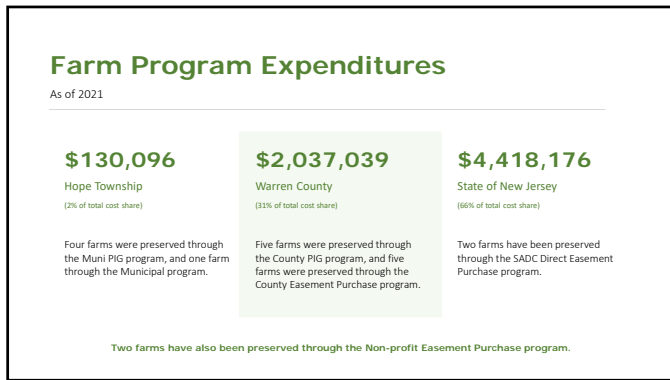 Farm Program Expenditures
As of 2021
$130,096
Hope Township
(2% of total cost share)
Four farms were preserved through
the Muni PIG program, and one farm
through the Municipal program.
$2,037,039
Warren County
(31% of total cost share)
Five farms were preserved through
the County PIG program, and five
farms were preserved through the
County Easement Purchase program.
$4,418,176
State of New Jersey
(66% of total cost share)
Two farms have been preserved
through the SADC Direct Easement
Purchase program.
Two farms have also been preserved through the Non-profit Easement Purchase program.